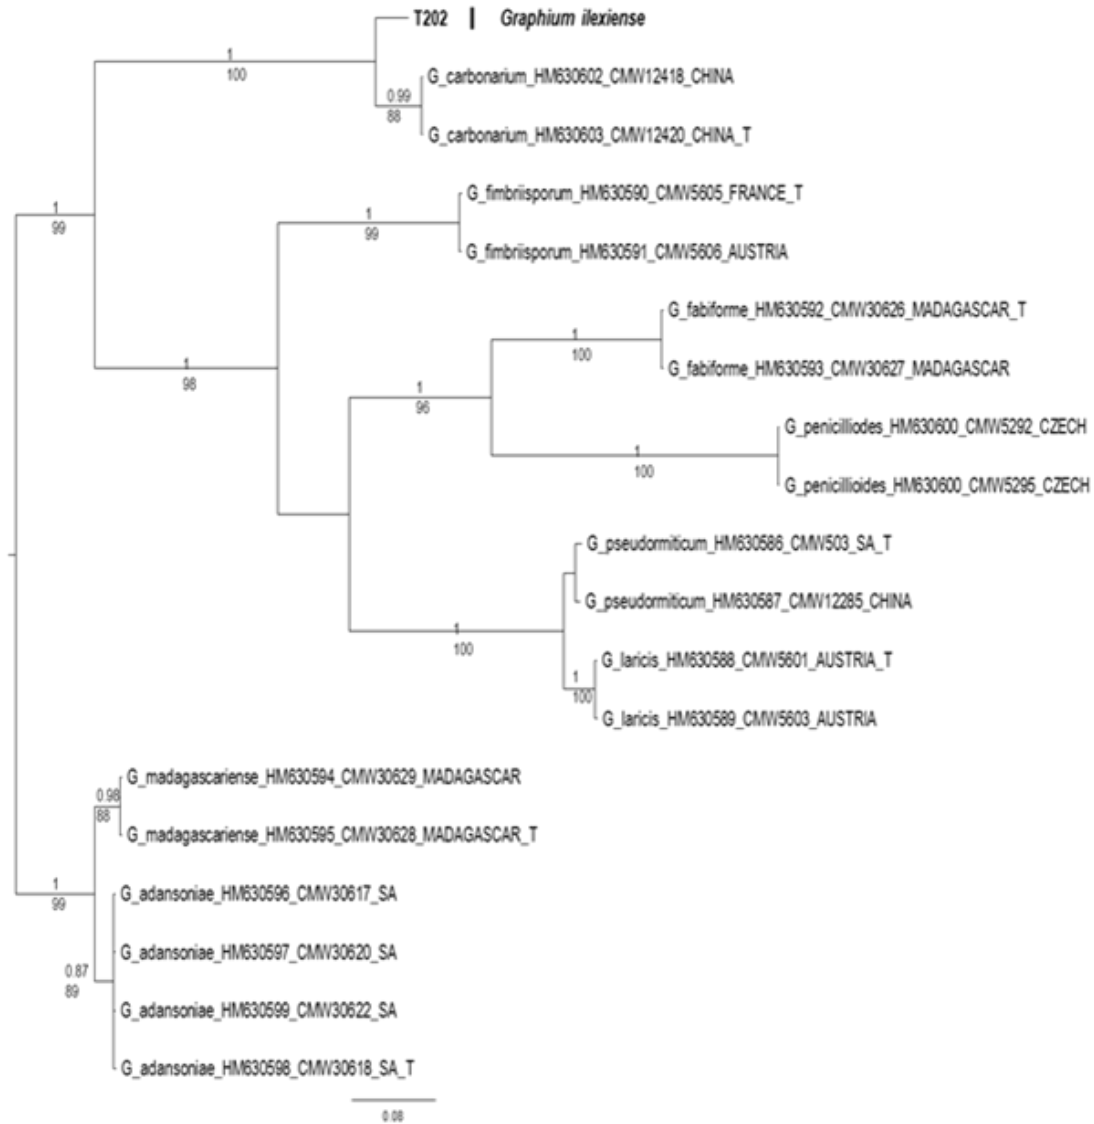 T202 | Graphium ilexiense
1
100
G_carbonarium_HM630602_CMW12418_CHINA
0.99
88
G_carbonarium_HM630603_CMW12420_CHINA_T
G_fimbriisporum_HM630590_CMW5605_FRANCE_T
1
99
1
99
G_fimbriisporum_HM630591_CMW5606_AUSTRIA
G_fabiforme_HM630592_CMW30626_MADAGASCAR_T
1
100
G_fabiforme_HM630593_CMW30627_MADAGASCAR
1
98
1
96
G_penicilliodes_HM630600_CMW5292_CZECH
1
100
G_penicillioides_HM630600_CMW5295_CZECH
G_pseudormiticum_HM630586_CMW503_SA_T
G_pseudormiticum_HM630587_CMW12285_CHINA
1
100
G_laricis_HM630588_CMW5601_AUSTRIA_T
1
100
G_laricis_HM630589_CMW5603_AUSTRIA
G_madagascariense_HM630594_CMW30629_MADAGASCAR
0.98
88
G_madagascariense_HM630595_CMW30628_MADAGASCAR_T
1
99
G_adansoniae_HM630596_CMW30617_SA
G_adansoniae_HM630597_CMW30620_SA
0.87
89
G_adansoniae_HM630599_CMW30622_SA
G_adansoniae_HM630598_CMW30618_SA_T
0.08